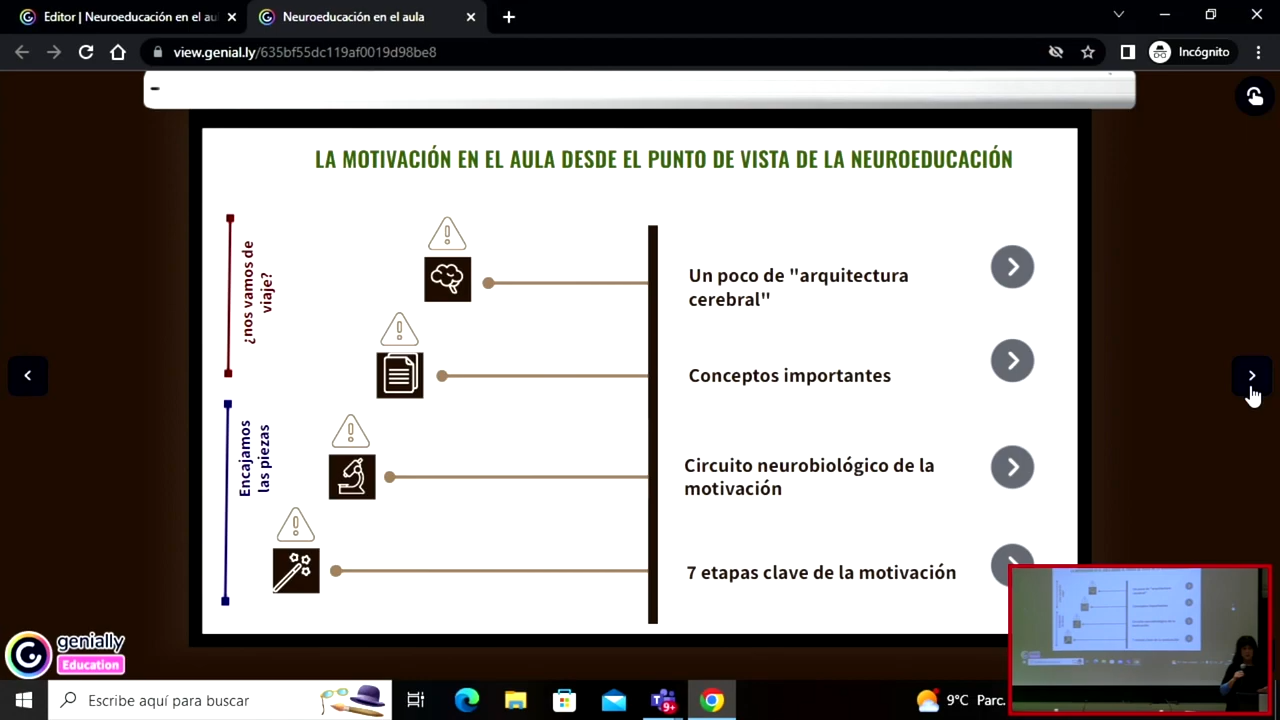 Editor | Neuroeducación en el au
Neuroeducación en el aula
view.genial.ly/635bf55dc119af0019d98be8
Incógnito
LA MOTIVACIÓN EN EL AULA DESDE EL PUNTO DE VISTA DE LA NEUROEDUCACIÓN
¿nos vamos de
viaje?
Un poco de "arquitectura
cerebral"
Conceptos importantes
Encajamos
las piezas
Circuito neurobiológico de la
motivación
7 etapas clave de la motivación
genially
Education
Escribe aquí para buscar
9+
9°C Parc.